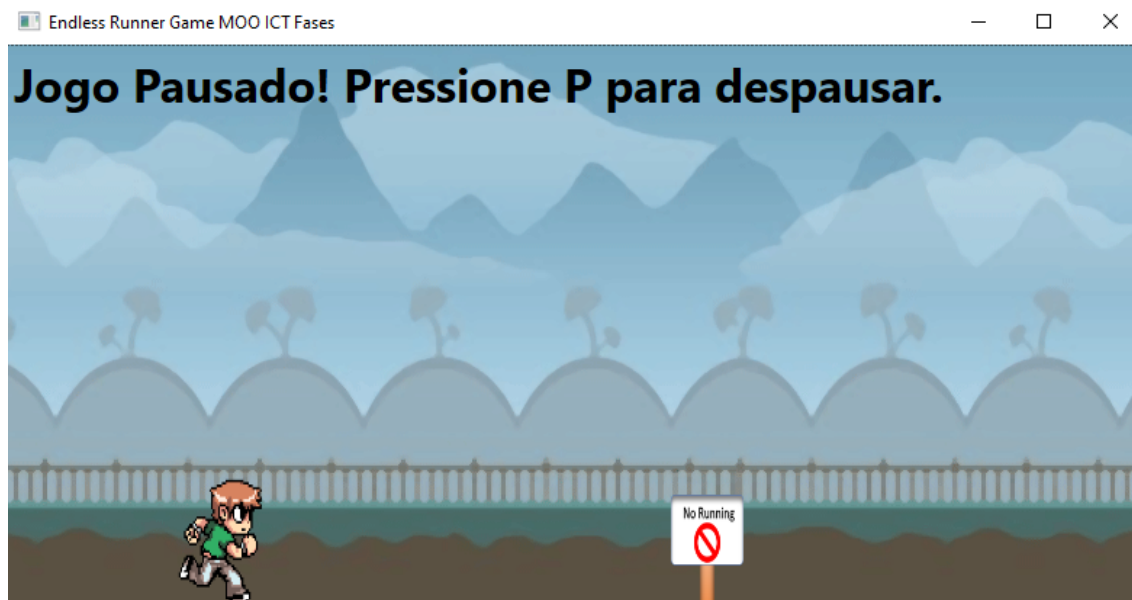 Endless Runner Game MOO ICT Fases
Jogo Pausado! Pressione P para despausar.
No Running